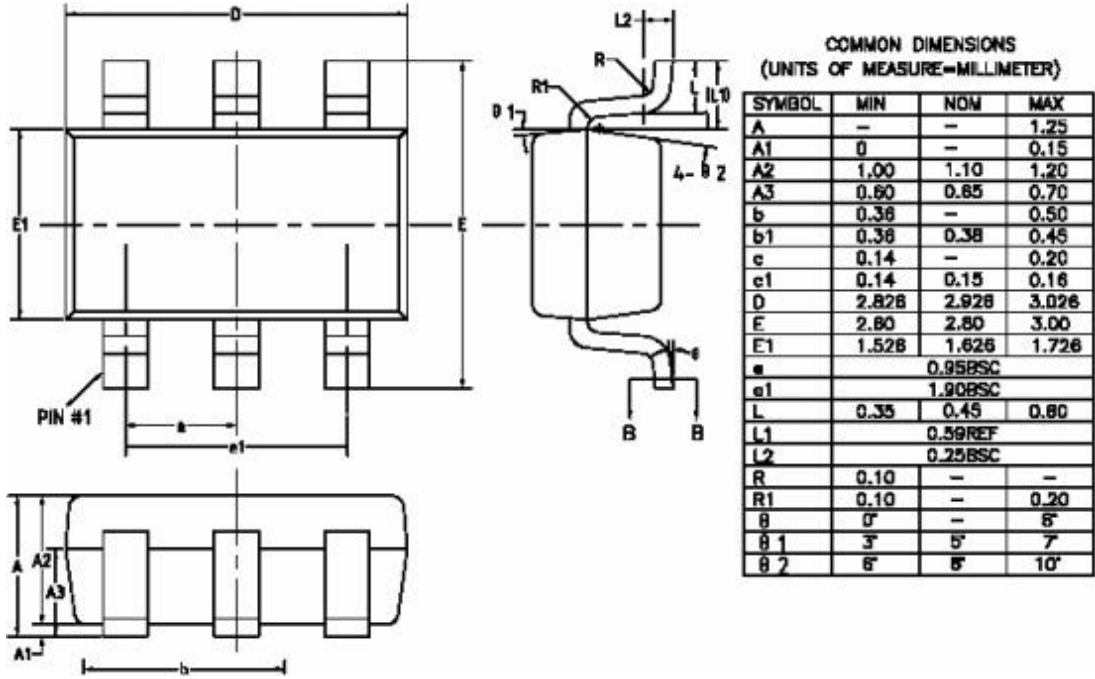 D
E1
E
PIN #1
e
e1
A
A2
A3
A1
b
L2
R
R1
L
θ 1
4- θ 2
θ
B B
COMMON DIMENSIONS
(UNITS OF MEASURE=MILLIMETER)
SYMBOL MIN NOM MAX
A – – 1.25
A1 0 – 0.15
A2 1.00 1.10 1.20
A3 0.60 0.65 0.70
b 0.36 – 0.50
b1 0.36 0.38 0.45
c 0.14 – 0.20
c1 0.14 0.15 0.16
D 2.826 2.926 3.026
E 2.60 2.80 3.00
E1 1.526 1.626 1.726
e 0.95BSC
e1 1.90BSC
L 0.35 0.45 0.60
L1 0.59REF
L2 0.25BSC
R 0.10 – –
R1 0.10 – 0.20
θ 0° – 8°
θ 1 3° 5° 7°
θ 2 6° 8° 10°